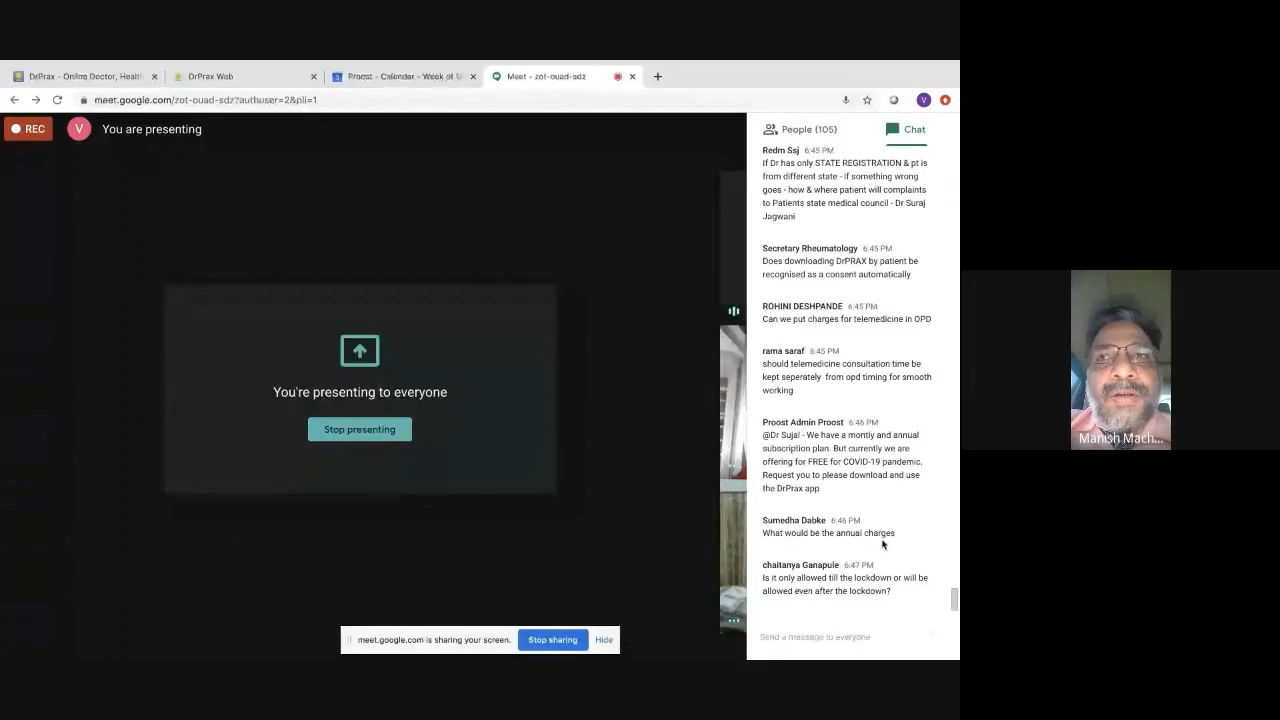 DrPrax - Online Doctor, Health
DrPrax Web
Proost - Calendar - Week of M
Meet - zot-ouad-sdz
meet.google.com/zot-ouad-sdz?authuser=2&pli=1
V
REC
V
You are presenting
People (105)
Chat
Redm Ssj 6:45 PM
If Dr has only STATE REGISTRATION & pt is
from different state - if something wrong
goes - how & where patient will complaints
to Patients state medical council - Dr Suraj
Jagwani
Secretary Rheumatology 6:45 PM
Does downloading DrPRAX by patient be
recognised as a consent automatically
ROHINI DESHPANDE 6:45 PM
Can we put charges for telemedicine in OPD
rama saraf 6:45 PM
should telemedicine consultation time be
kept seperately from opd timing for smooth
working
Proost Admin Proost 6:46 PM
@Dr Sujal - We have a montly and annual
subscription plan. But currently we are
offering for FREE for COVID-19 pandemic.
Request you to please download and use
the DrPrax app
Sumedha Dabke 6:46 PM
What would be the annual charges
chaitanya Ganapule 6:47 PM
Is it only allowed till the lockdown or will be
allowed even after the lockdown?
Send a message to everyone
You're presenting to everyone
Stop presenting
meet.google.com is sharing your screen.
Stop sharing
Hide
Manish Mach...